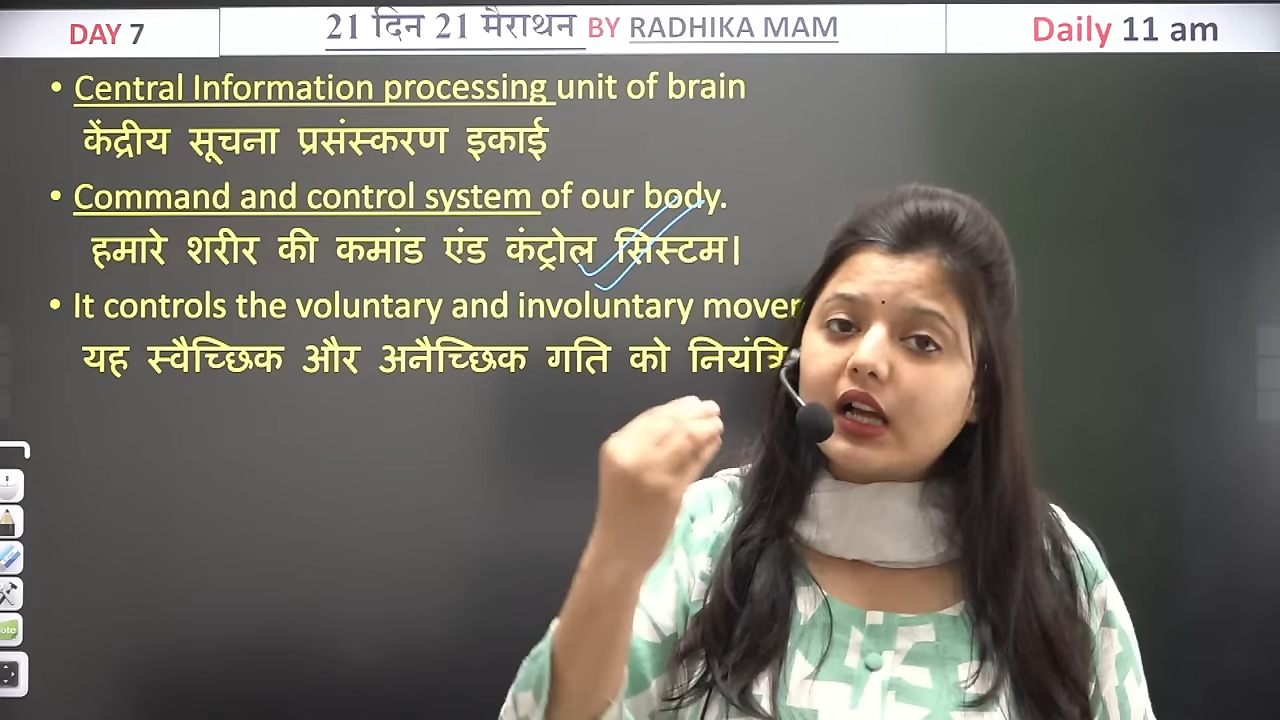 DAY 7
21 दिन 21 मैराथन BY RADHIKA MAM
Daily 11 am
• Central Information processing unit of brain
केंद्रीय सूचना प्रसंस्करण इकाई
• Command and control system of our body.
हमारे शरीर की कमांड एंड कंट्रोल सिस्टम।
• It controls the voluntary and involuntary
यह स्वैच्छिक और अनैच्छिक गति को